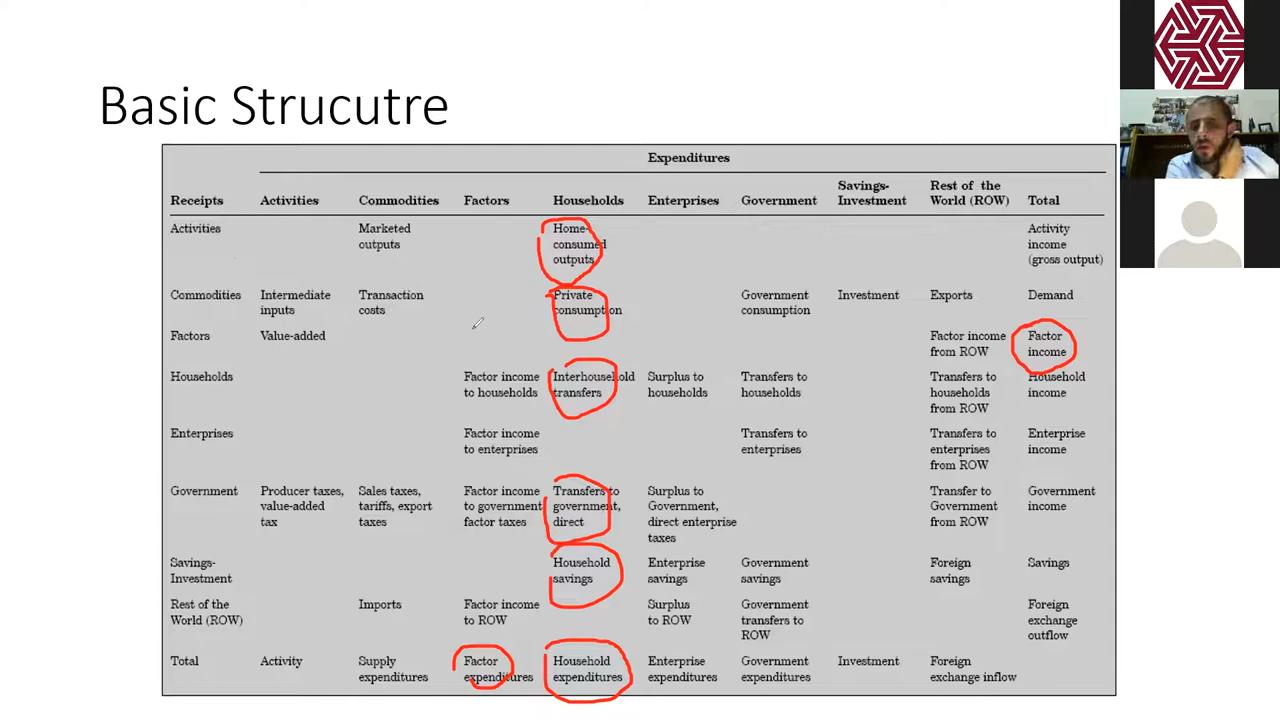 Basic Strucutre
Expenditures
Receipts Activities Commodities Factors Households Enterprises Government Savings- Investment Rest of the World (ROW) Total
Activities Marketed outputs Home- consumed outputs Activity income (gross output)
Commodities Intermediate inputs Transaction costs Private consumption Government consumption Investment Exports Demand
Factors Value-added Factor income from ROW Factor income
Households Factor income to households Interhousehold transfers Surplus to households Transfers to households Transfers to households from ROW Household income
Enterprises Factor income to enterprises Transfers to enterprises Transfers to enterprises from ROW Enterprise income
Government Producer taxes, value-added tax Sales taxes, tariffs, export taxes Factor income to government factor taxes Transfers to government, direct Surplus to Government, direct enterprise taxes Transfer to Government from ROW Government income
Savings- Investment Household savings Enterprise savings Government savings Foreign savings Savings
Rest of the World (ROW) Imports Factor income to ROW Surplus to ROW Government transfers to ROW Foreign exchange outflow
Total Activity Supply expenditures Factor expenditures Household expenditures Enterprise expenditures Government expenditures Investment Foreign exchange inflow